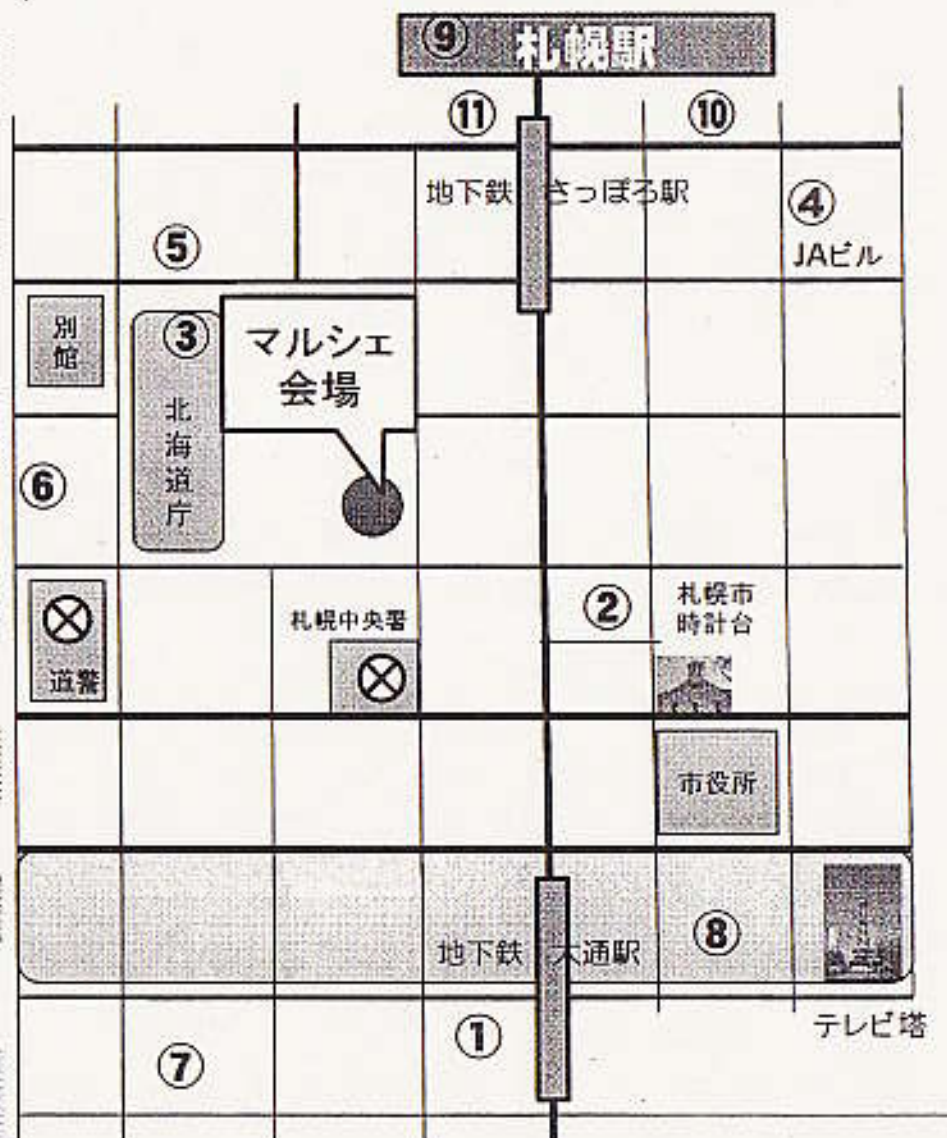 ⑨ 札幌駅
⑪
⑩
地下鉄 さっぽろ駅
④
JAビル
⑤
別館
③
北海道庁
マルシェ
会場
⑥
道警
札幌中央署
②
札幌市
時計台
市役所
地下鉄 大通駅
⑧
テレビ塔
①
⑦